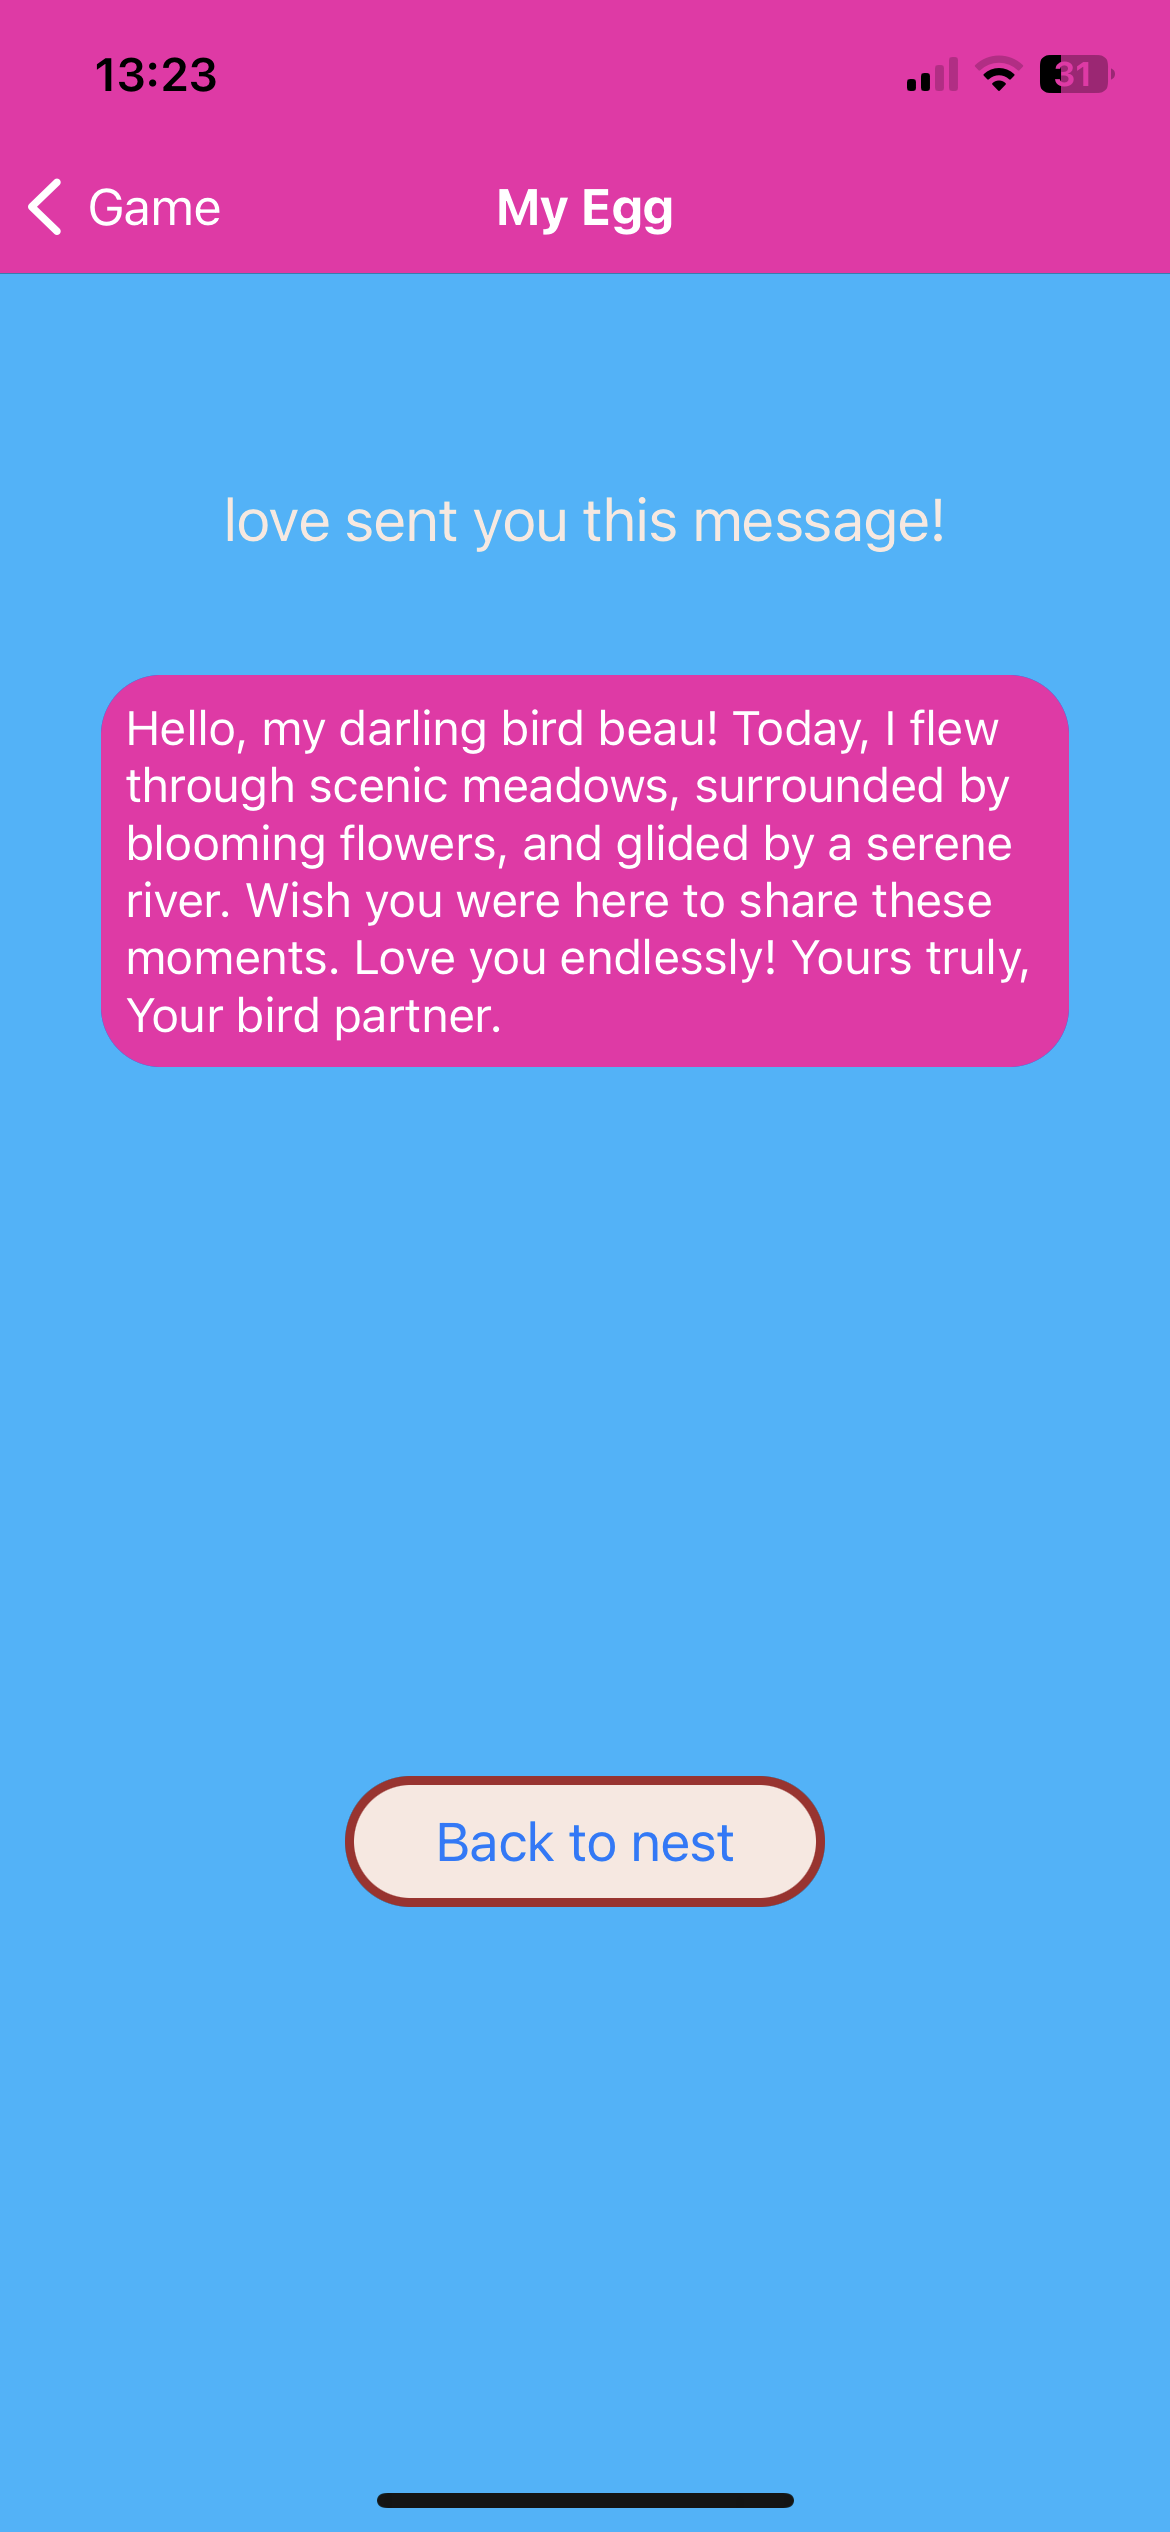 13:23
31
Game
My Egg
love sent you this message!
Hello, my darling bird beau! Today, I flew
through scenic meadows, surrounded by
blooming flowers, and glided by a serene
river. Wish you were here to share these
moments. Love you endlessly! Yours truly,
Your bird partner.
Back to nest